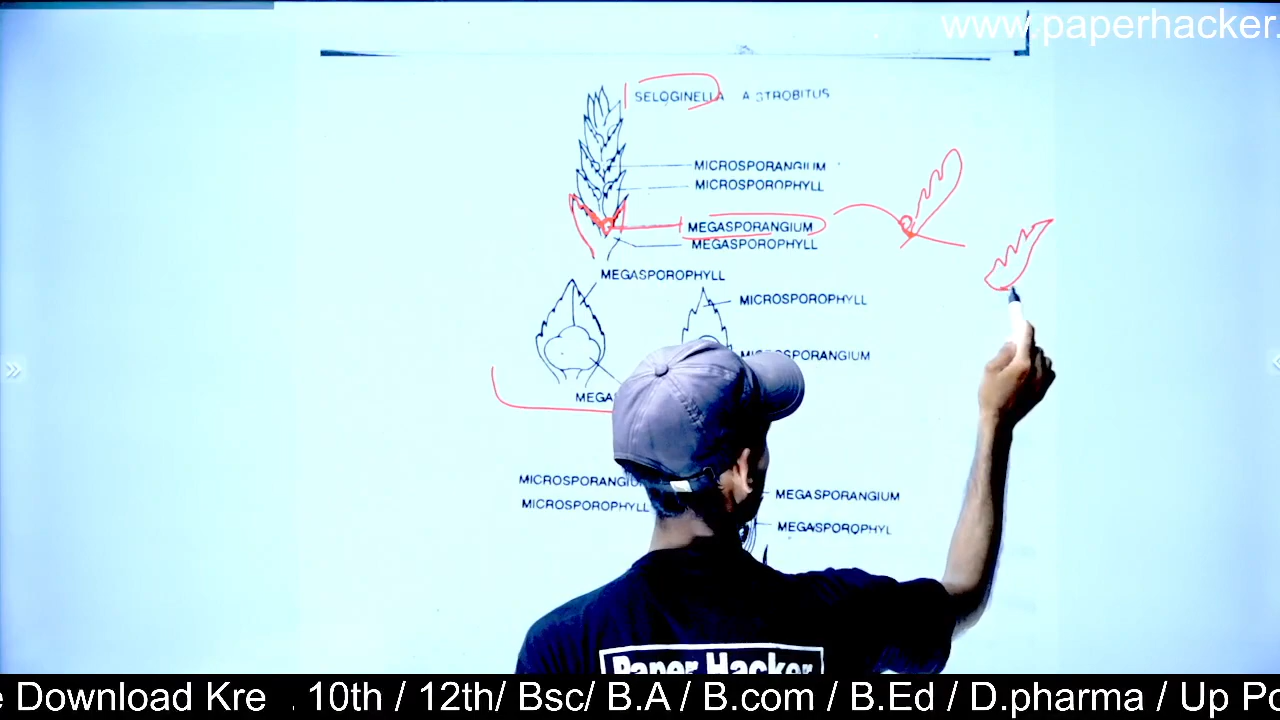 www.paperhacker.
SELOGINELLA A STROBITUS
MICROSPORANGIUM
MICROSPOROPHYLL
MEGASPORANGIUM
MEGASPOROPHYLL
MEGASPOROPHYLL
MICROSPOROPHYLL
SPORANGIUM
MEGA
MICROSPORANGIU
MICROSPOROPHYLL
MEGASPORANGIUM
MEGASPOROPHYL
Paper Hacker
e Download Kre . 10th / 12th/ Bsc/ B.A / B.com / B.Ed / D.pharma / Up Po